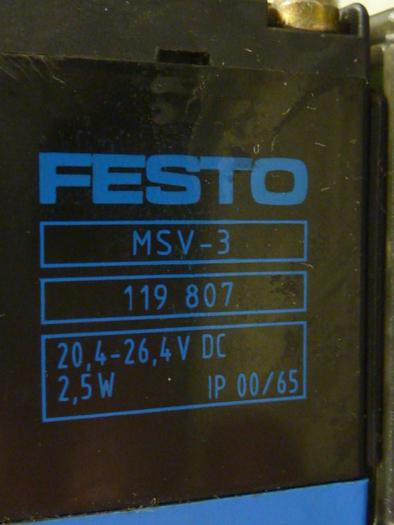 FESTO
MSV-3
119 807
20,4-26,4V DC
2,5W IP 00/65